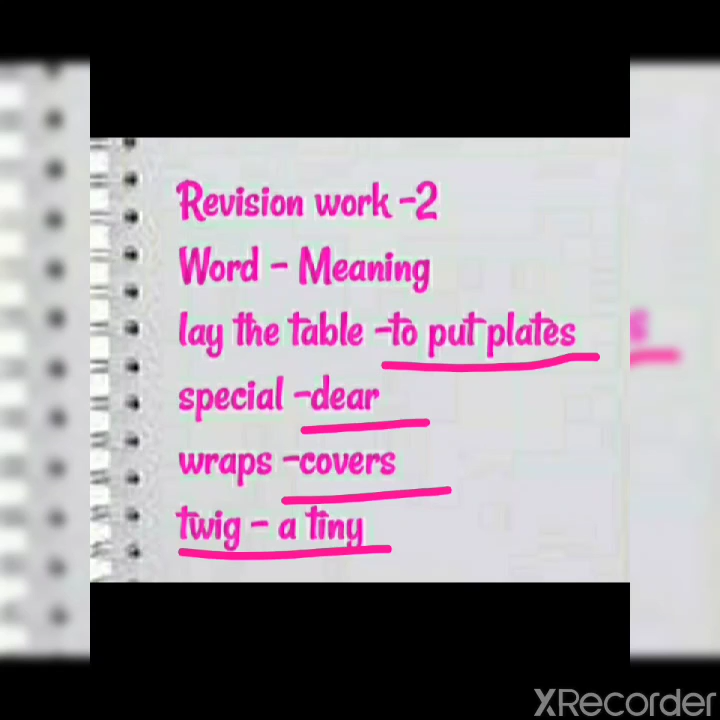 Revision work -2
Word - Meaning
lay the table -to put plates
special -dear
wraps -covers
twig - a tiny
XRecorder